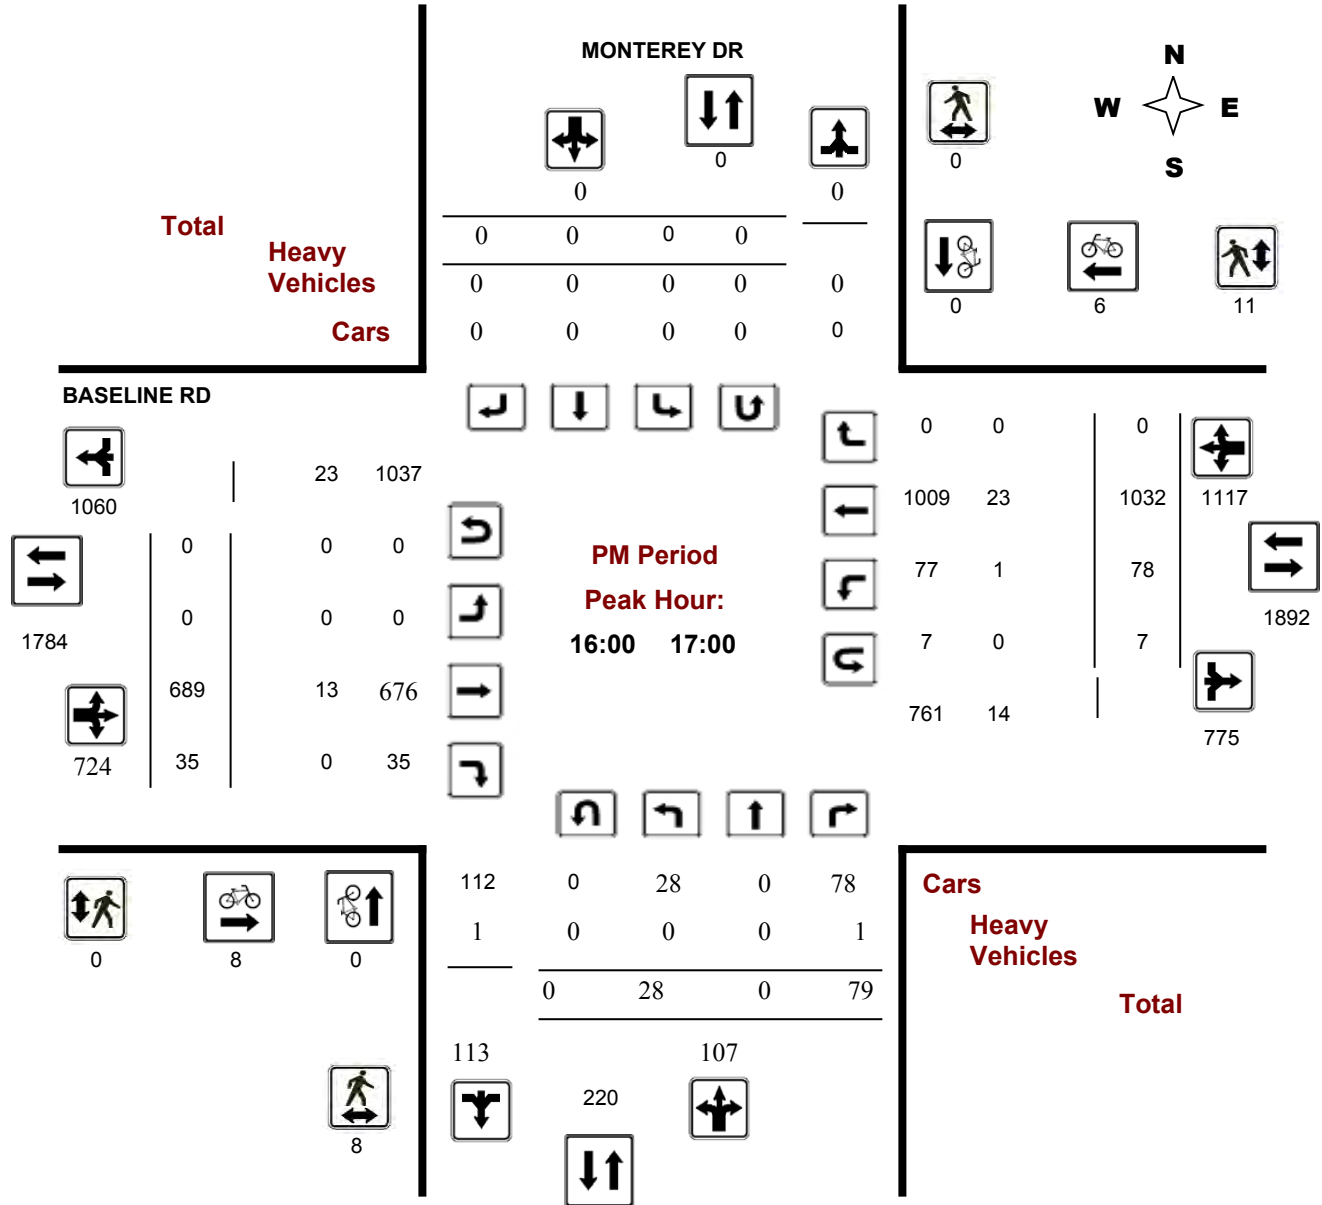 MONTEREY DR
N
W E
S
0
0
0 0
Total
0 0 0 0
Heavy
Vehicles
0 0 0 0 0
Cars
0 0 0 0 0
0 6 11
BASELINE RD
1060
23 1037
0 0 0
1784
0 0 0
689 13 676
724
35 0 35
PM Period
Peak Hour:
16:00 17:00
0 0 0
1009 23 1032 1117
77 1 78
1892
7 0 7
761 14
775
0 8 0
8
112 0 28 0 78
1 0 0 0 1
0 28 0 79
113 107
220
Cars
Heavy
Vehicles
Total